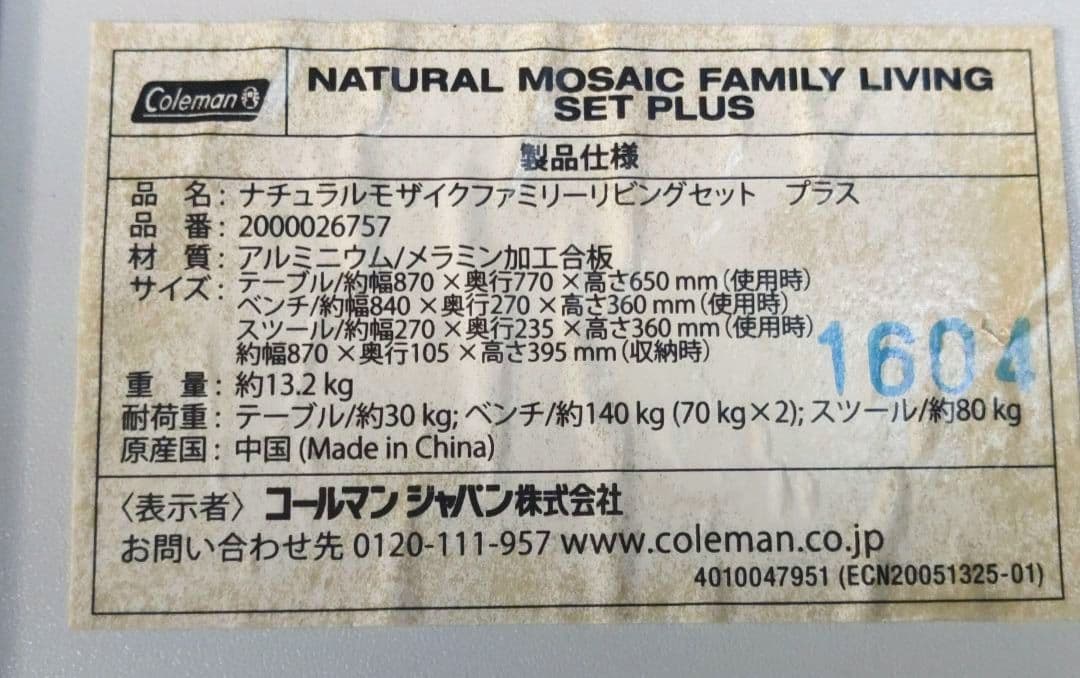 Coleman
NATURAL MOSAIC FAMILY LIVING
SET PLUS
製品仕様
品 名：ナチュラルモザイクファミリーリビングセット プラス
品 番：2000026757
材 質：アルミニウム/メラミン加工合板
サイズ：テーブル/約幅870×奥行770×高さ650 mm（使用時）
ベンチ/約幅840×奥行270×高さ360 mm（使用時）
スツール/約幅270×奥行235×高さ360 mm（使用時）
約幅870×奥行105×高さ395 mm（収納時）
1604
重 量：約13.2 kg
耐荷重：テーブル/約30 kg; ベンチ/約140 kg (70 kg×2); スツール/約80 kg
原産国：中国 (Made in China)
〈表示者〉コールマン ジャパン株式会社
お問い合わせ先 0120-111-957 www.coleman.co.jp
4010047951 (ECN20051325-01)